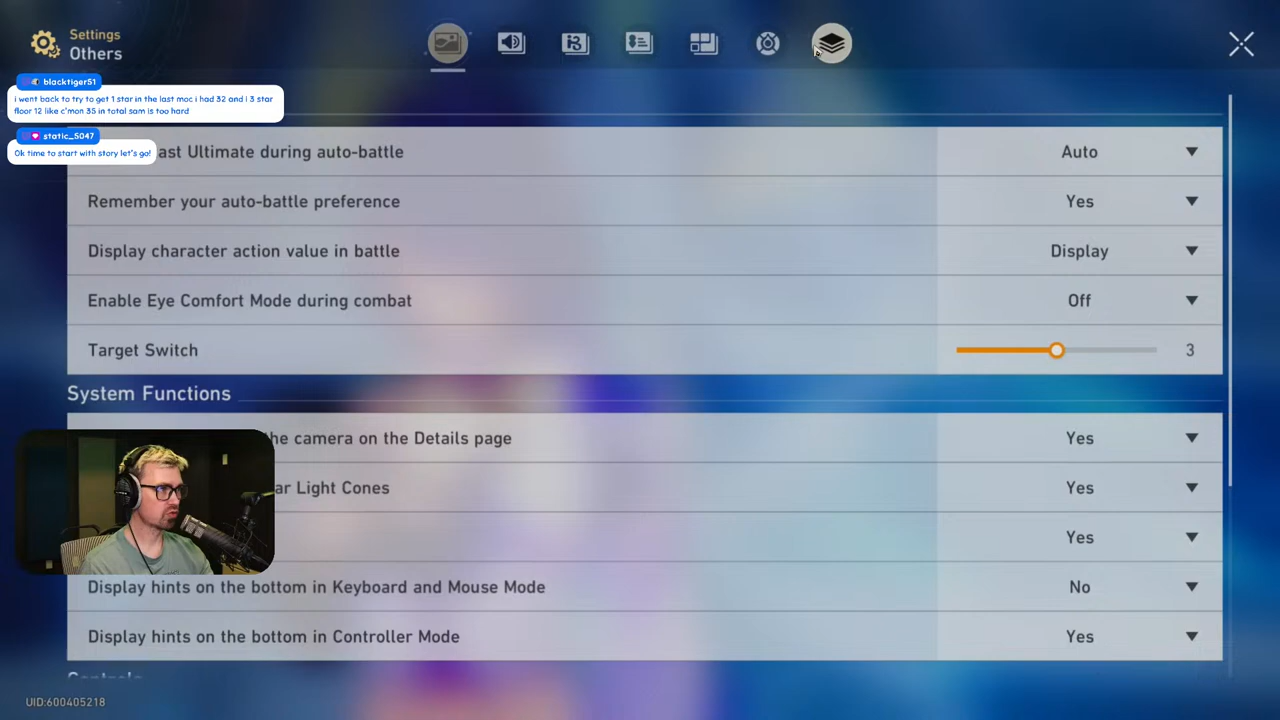 Settings
Others
blacktiger51
i went back to try to get 1 star in the last moc i had 32 and i 3 star
floor 12 like c'mon 35 in total sam is too hard
static_5047
Ok time to start with story let's go!
ast Ultimate during auto-battle
Auto
Remember your auto-battle preference
Yes
Display character action value in battle
Display
Enable Eye Comfort Mode during combat
Off
Target Switch
3
System Functions
he camera on the Details page
Yes
ar Light Cones
Yes
Yes
Display hints on the bottom in Keyboard and Mouse Mode
No
Display hints on the bottom in Controller Mode
Yes
Controls
UID:600405218